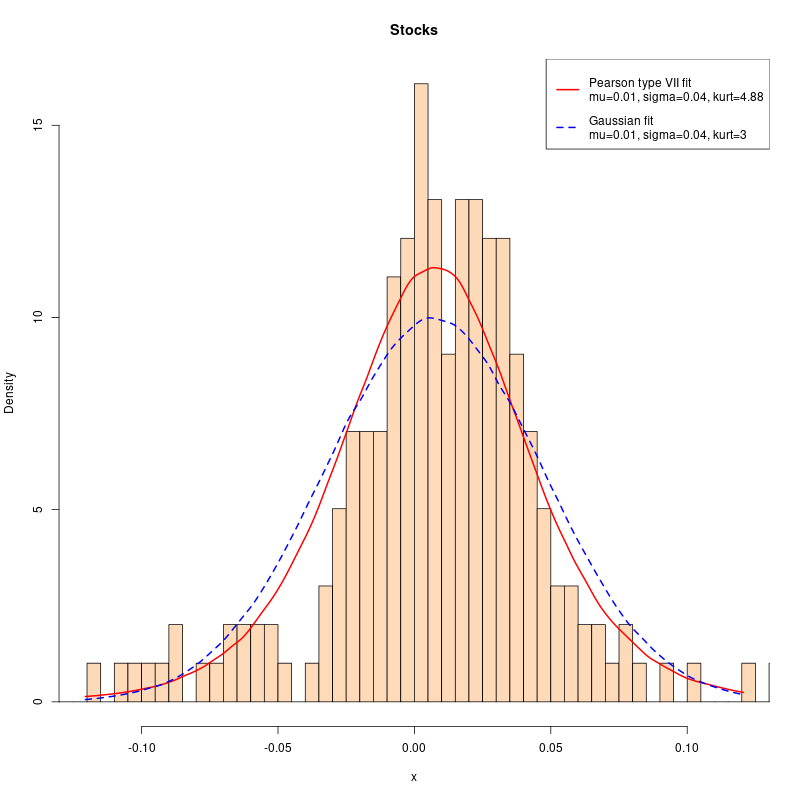 Stocks
Pearson type VII fit
mu=0.01, sigma=0.04, kurt=4.88
Gaussian fit
mu=0.01, sigma=0.04, kurt=3
Density
15
10
5
0
-0.10 -0.05 0.00 0.05 0.10
x